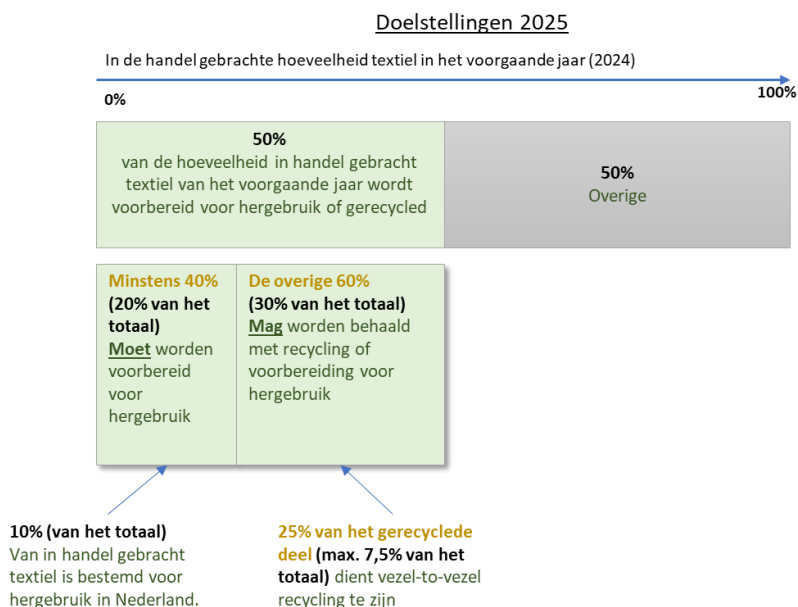 Doelstellingen 2025
In de handel gebrachte hoeveelheid textiel in het voorgaande jaar (2024)
0%
100%
50%
van de hoeveelheid in handel gebracht
textiel van het voorgaande jaar wordt
voorbereid voor hergebruik of gerecycled
50%
Overige
Minstens 40%
(20% van het
totaal)
Moet worden
voorbereid
voor
hergebruik
De overige 60%
(30% van het totaal)
Mag worden behaald
met recycling of
voorbereiding voor
hergebruik
10% (van het totaal)
Van in handel gebracht
textiel is bestemd voor
hergebruik in Nederland.
25% van het gerecyclede
deel (max. 7,5% van het
totaal) dient vezel-to-vezel
recycling te zijn